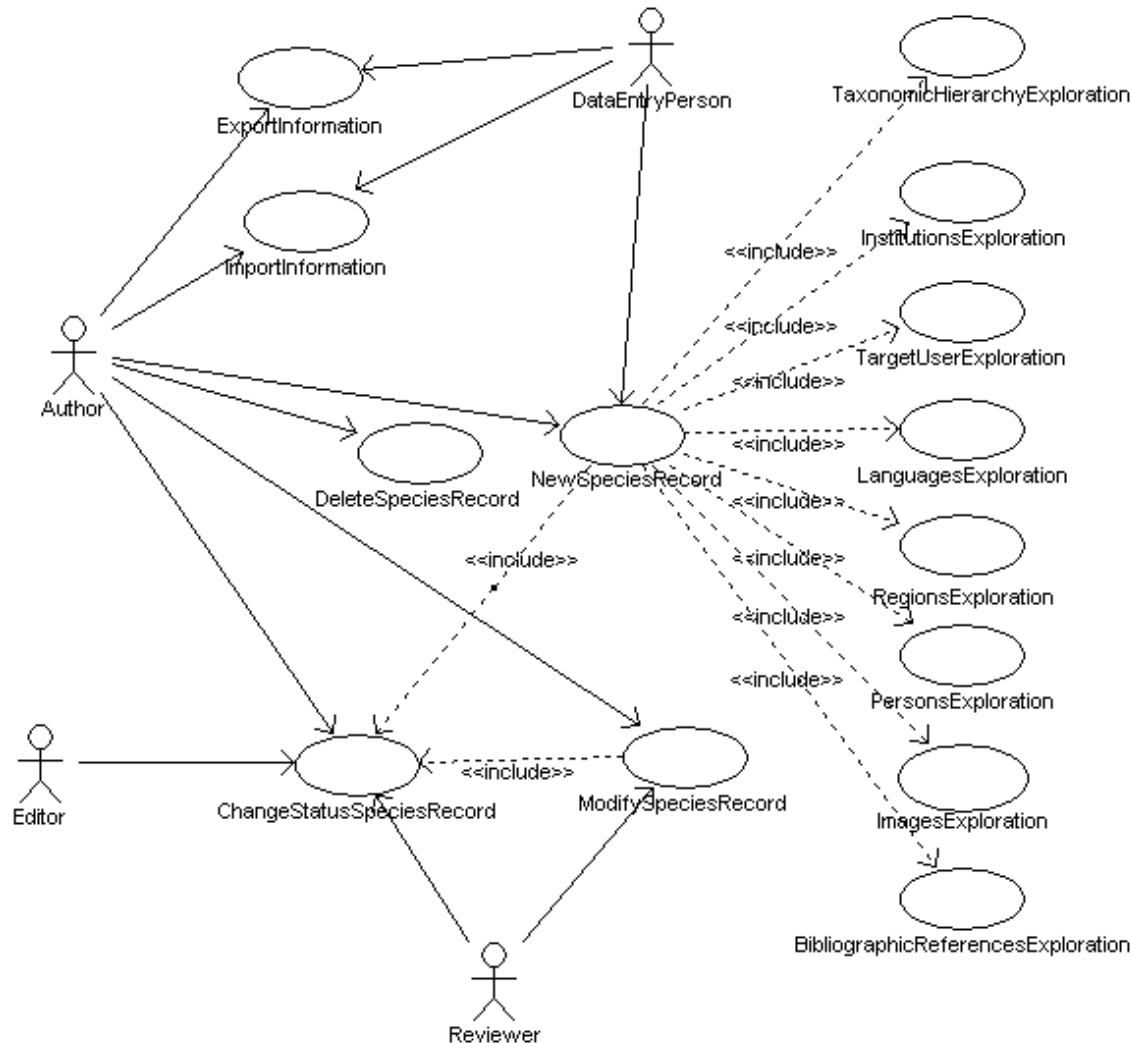 DataEntryPerson
TaxonomicHierarchyExploration
ExportInformation
InstitutionsExploration
<<include>>
ImportInformation
<<include>>
TargetUserExploration
<<include>>
Author
<<include>>
LanguagesExploration
NewSpeciesRecord
DeleteSpeciesRecord
<<include>>
<<include>>
<<include>>
RegionsExploration
<<include>>
<<include>>
PersonsExploration
<<include>>
Editor
ChangeStatusSpeciesRecord
ModifySpeciesRecord
ImagesExploration
BibliographicReferencesExploration
Reviewer